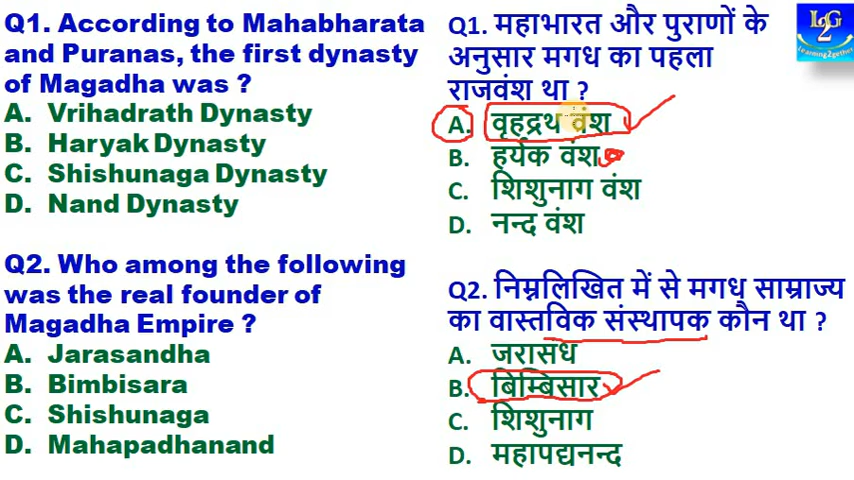 Q1. According to Mahabharata
and Puranas, the first dynasty
of Magadha was ?
A. Vrihadrath Dynasty
B. Haryak Dynasty
C. Shishunaga Dynasty
D. Nand Dynasty
Q2. Who among the following
was the real founder of
Magadha Empire ?
A. Jarasandha
B. Bimbisara
C. Shishunaga
D. Mahapadhanand
Q1. महाभारत और पुराणों के
अनुसार मगध का पहला
राजवंश था ?
A. वृहद्रथ वंश
B. हर्यक वंश
C. शिशुनाग वंश
D. नन्द वंश
Q2. निम्नलिखित में से मगध साम्राज्य
का वास्तविक संस्थापक कौन था ?
A. जरासंध
B. बिम्बिसार
C. शिशुनाग
D. महापद्यनन्द
L2G
Learning2gether